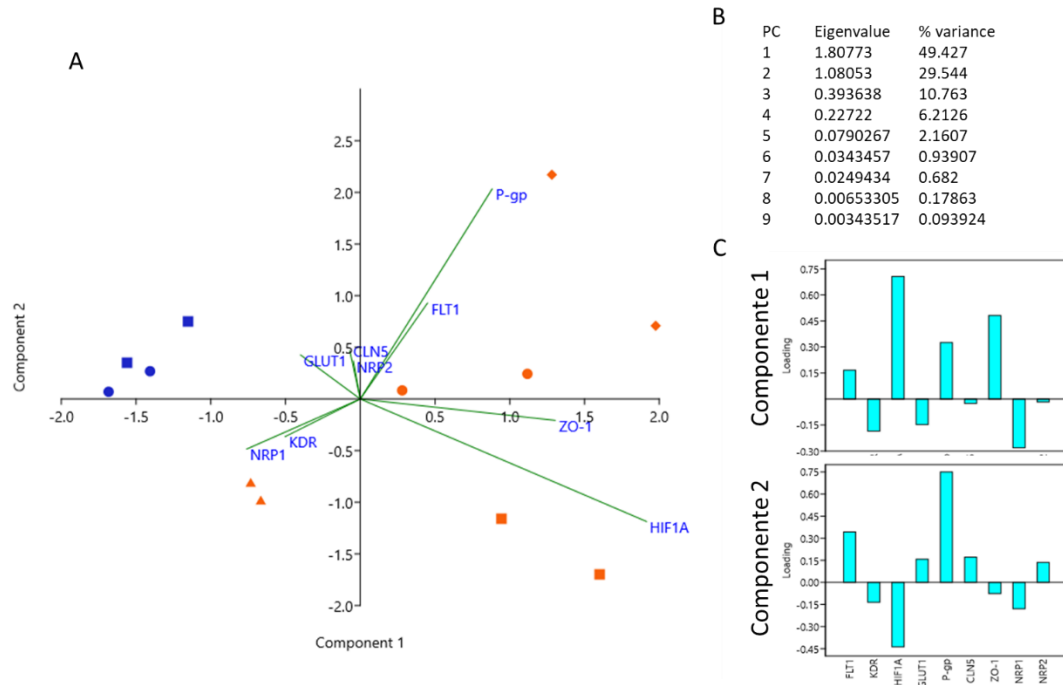 A
2.5
2.0
1.5
1.0
0.5
-0.5
-1.0
-1.5
-2.0
-2.0 -1.5 -1.0 -0.5 0.5 1.0 1.5 2.0
P-gp
FLT1
CLN5
GLUT1
NRP2
ZO-1
KDR
NRP1
HIF1A
Component 2
Component 1
B
PC Eigenvalue % variance
1 1.80773 49.427
2 1.08053 29.544
3 0.393638 10.763
4 0.22722 6.2126
5 0.0790267 2.1607
6 0.0343457 0.93907
7 0.0249434 0.682
8 0.00653305 0.17863
9 0.00343517 0.093924
C
Componente 1
Loading
0.75
0.60
0.45
0.30
0.15
-0.15
-0.30
Componente 2
Loading
0.75
0.60
0.45
0.30
0.15
0.00
-0.15
-0.30
-0.45
FLT1 KDR HIF1A GLUT1 P-gp CLN5 ZO-1 NRP1 NRP2